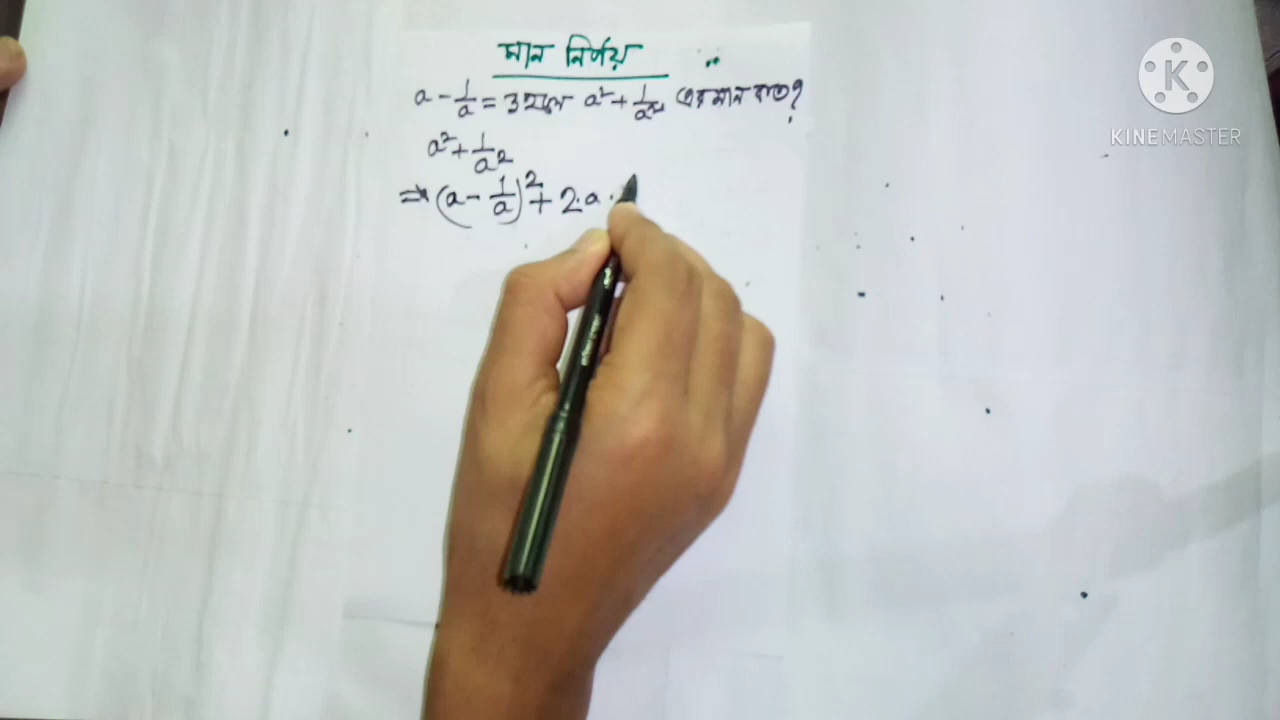 মান নির্ণয়
a - 1/a = 3 হলে a² + 1/a² এর মান কত?
a² + 1/a²
⇒ (a - 1/a)² + 2·a·
KINEMASTER